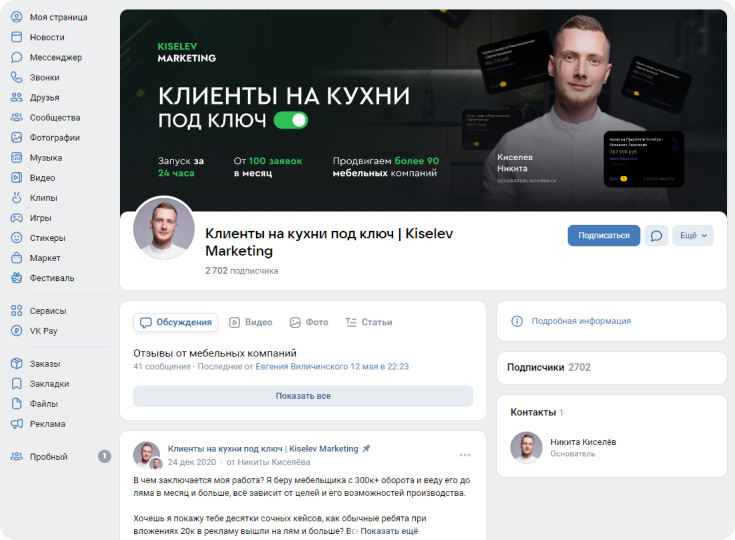 Моя страница
Новости
Мессенджер
Звонки
Друзья
Сообщества
Фотографии
Музыка
Видео
Клипы
Игры
Стикеры
Маркет
Фестиваль
Сервисы
VK Pay
Заказы
Закладки
Файлы
Реклама
Пробный
1
KISELEV
MARKETING
КЛИЕНТЫ НА КУХНИ
ПОД КЛЮЧ
Запуск за
24 часа
От 100 заявок
в месяц
Продвигаем более 90
мебельных компаний
Киселев
Никита
основатель компании
Клиенты на кухни под ключ | Kiselev
Marketing
2 702 подписчика
Подписаться
Ещё
Обсуждения
Видео
Фото
Статьи
Отзывы от мебельных компаний
41 сообщение · Последнее от Евгения Виличинского 12 мая в 22:23
Показать все
Клиенты на кухни под ключ | Kiselev Marketing
24 дек 2020 · от Никиты Киселёва
В чем заключается моя работа? Я беру мебельщика с 300к+ оборота и веду его до
ляма в месяц и больше, всё зависит от целей и его возможностей производства.
Хочешь я покажу тебе десятки сочных кейсов, как обычные ребята при
вложениях 20к в рекламу вышли на лям и больше? Вс Показать ещё
Подробная информация
Подписчики 2702
Контакты 1
Никита Киселёв
Основатель